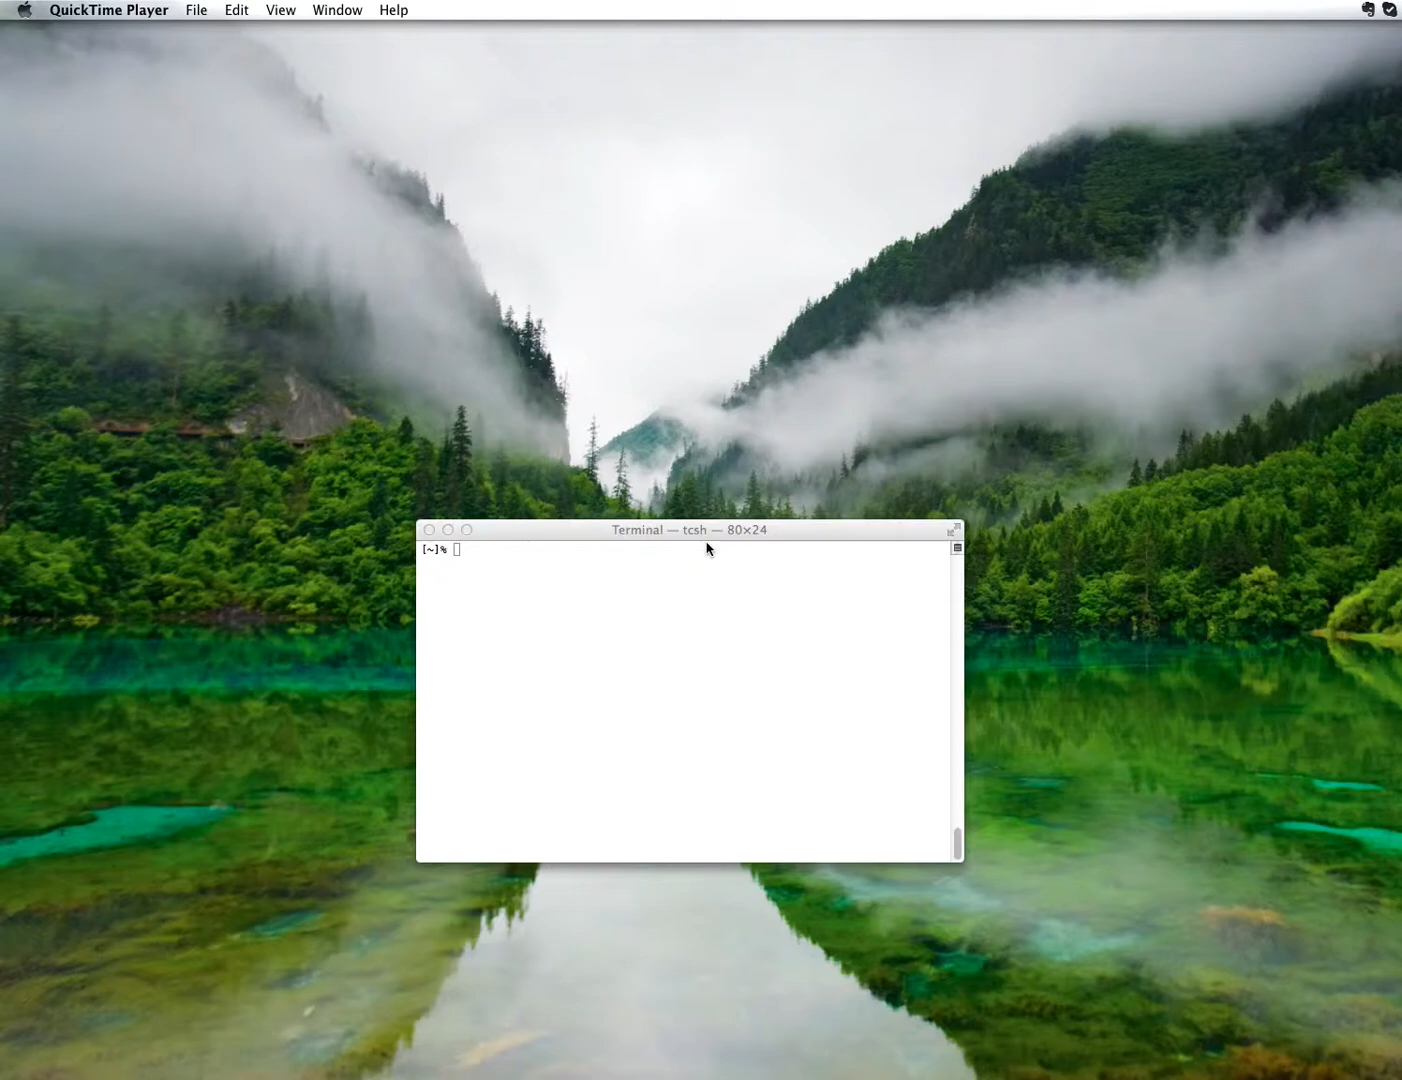 QuickTime Player File Edit View Window Help
Terminal — tcsh — 80×24
[~]%